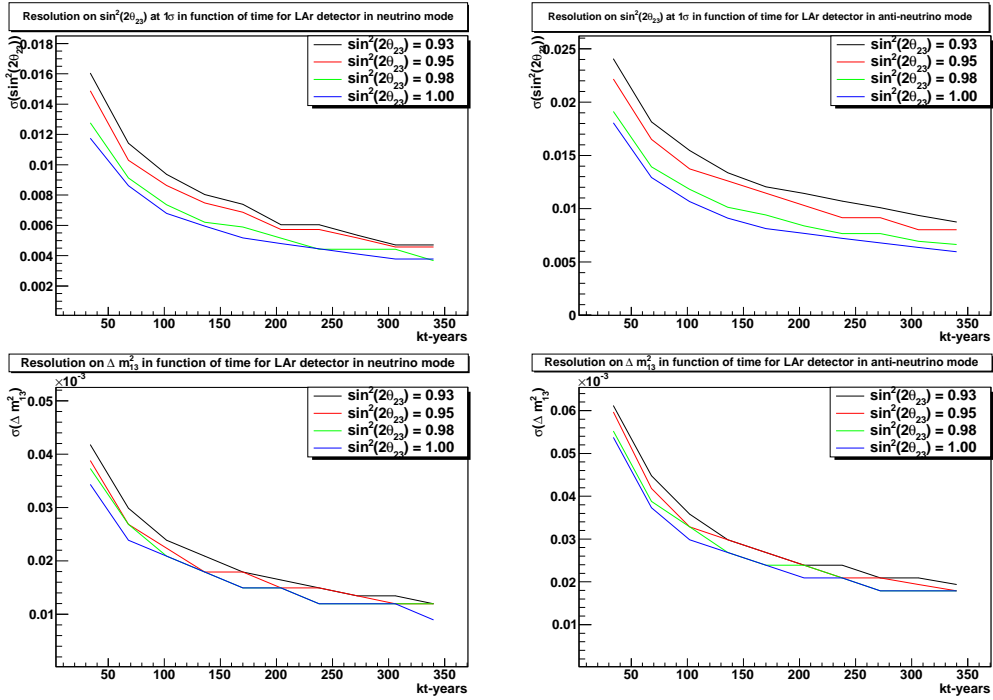 Resolution on sin²(2θ₂₃) at 1σ in function of time for LAr detector in neutrino mode
σ(sin²(2θ₂₃))
0.018
0.016
0.014
0.012
0.01
0.008
0.006
0.004
0.002
sin²(2θ₂₃) = 0.93
sin²(2θ₂₃) = 0.95
sin²(2θ₂₃) = 0.98
sin²(2θ₂₃) = 1.00
50 100 150 200 250 300 350
kt-years
Resolution on sin²(2θ₂₃) at 1σ in function of time for LAr detector in anti-neutrino mode
σ(sin²(2θ₂₃))
0.025
0.02
0.015
0.01
0.005
0
sin²(2θ₂₃) = 0.93
sin²(2θ₂₃) = 0.95
sin²(2θ₂₃) = 0.98
sin²(2θ₂₃) = 1.00
50 100 150 200 250 300 350
kt-years
Resolution on Δ m²₁₃ in function of time for LAr detector in neutrino mode
×10⁻³
σ(Δ m²₁₃)
0.05
0.04
0.03
0.02
0.01
sin²(2θ₂₃) = 0.93
sin²(2θ₂₃) = 0.95
sin²(2θ₂₃) = 0.98
sin²(2θ₂₃) = 1.00
50 100 150 200 250 300 350
kt-years
Resolution on Δ m²₁₃ in function of time for LAr detector in anti-neutrino mode
×10⁻³
σ(Δ m²₁₃)
0.06
0.05
0.04
0.03
0.02
0.01
sin²(2θ₂₃) = 0.93
sin²(2θ₂₃) = 0.95
sin²(2θ₂₃) = 0.98
sin²(2θ₂₃) = 1.00
50 100 150 200 250 300 350
kt-years